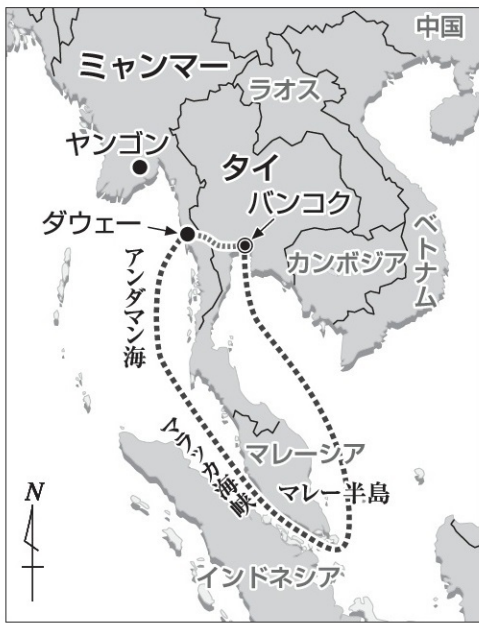 中国
ミャンマー
ラオス
ヤンゴン
タイ
バンコク
ダウェー
カンボジア
ベトナム
アンダマン海
マラッカ海峡
マレーシア
マレー半島
N
インドネシア